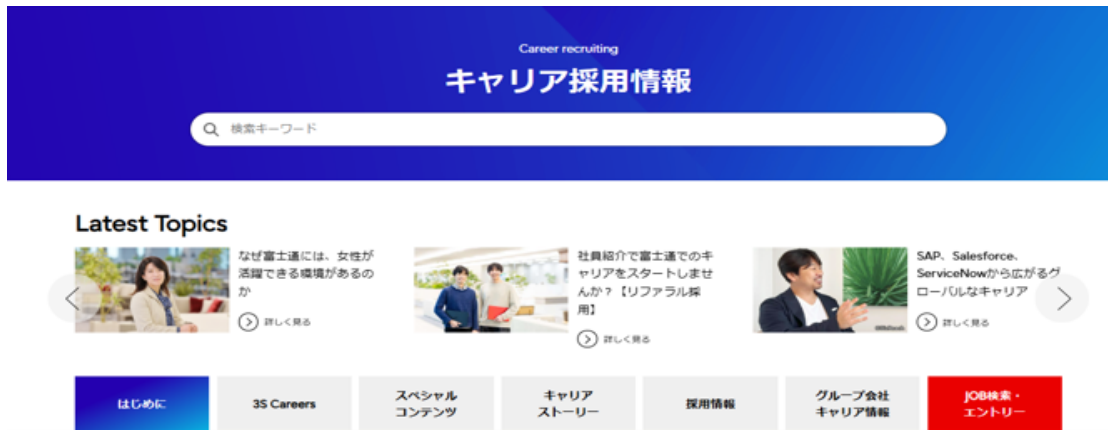 Career recruiting
キャリア採用情報
検索キーワード
Latest Topics
なぜ富士通には、女性が
活躍できる環境があるの
か
詳しく見る
社員紹介で富士通でのキ
ャリアをスタートしませ
んか？【リファラル採
用】
詳しく見る
SAP、Salesforce、
ServiceNowから広がるグ
ローバルなキャリア
詳しく見る
はじめに
3S Careers
スペシャル
コンテンツ
キャリア
ストーリー
採用情報
グループ会社
キャリア情報
JOB検索・
エントリー